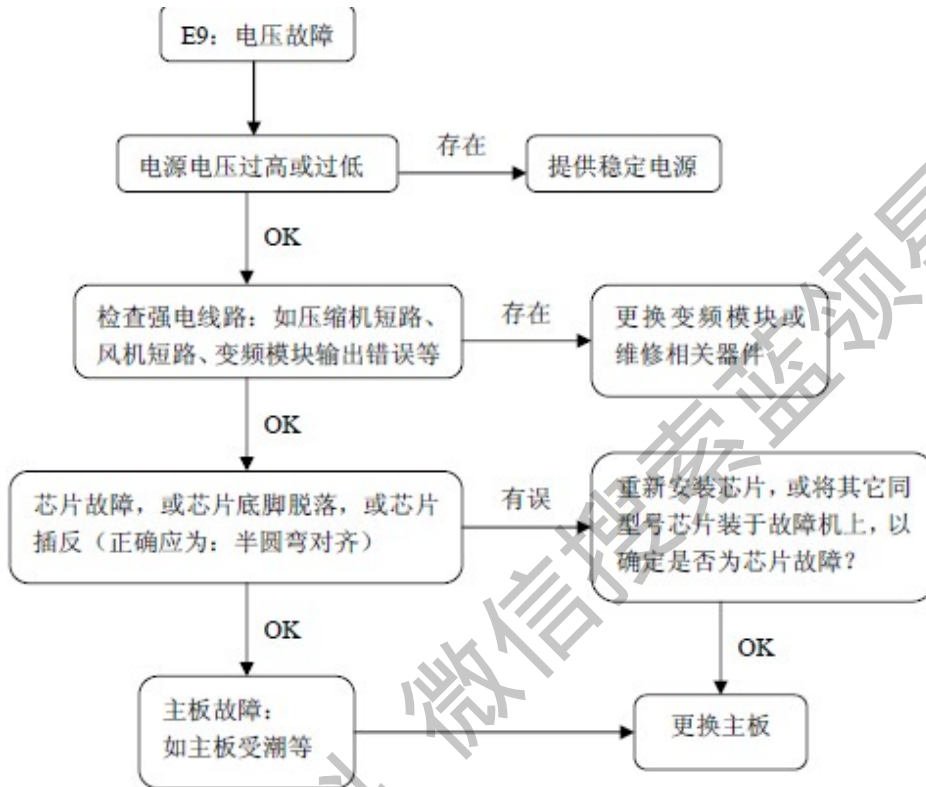 E9：电压故障
电源电压过高或过低
存在
提供稳定电源
OK
检查强电线路：如压缩机短路、
风机短路、变频模块输出错误等
存在
更换变频模块或
维修相关器件
OK
芯片故障，或芯片底脚脱落，或芯片
插反（正确应为：半圆弯对齐）
有误
重新安装芯片，或将其它同
型号芯片装于故障机上，以
确定是否为芯片故障？
OK
OK
主板故障：
如主板受潮等
更换主板
微信搜索蓝领星